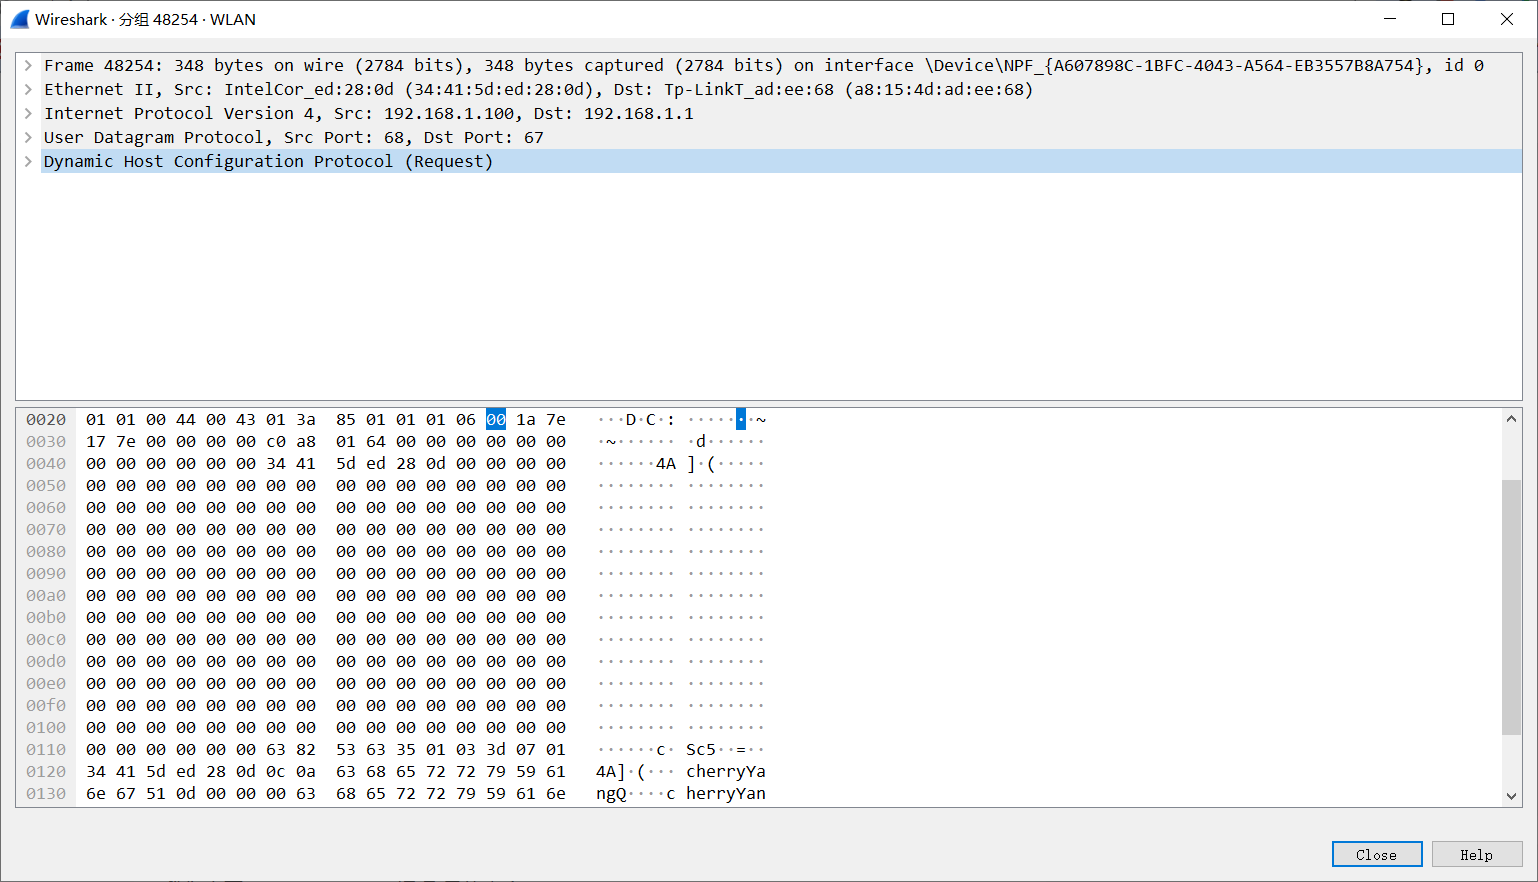 Wireshark · 分组 48254 · WLAN
Frame 48254: 348 bytes on wire (2784 bits), 348 bytes captured (2784 bits) on interface \Device\NPF_{A607898C-1BFC-4043-A564-EB3557B8A754}, id 0
Ethernet II, Src: IntelCor_ed:28:0d (34:41:5d:ed:28:0d), Dst: Tp-LinkT_ad:ee:68 (a8:15:4d:ad:ee:68)
Internet Protocol Version 4, Src: 192.168.1.100, Dst: 192.168.1.1
User Datagram Protocol, Src Port: 68, Dst Port: 67
Dynamic Host Configuration Protocol (Request)
0020 01 01 00 44 00 43 01 3a 85 01 01 01 06 00 1a 7e ···D·C·: ·······~
0030 17 7e 00 00 00 00 c0 a8 01 64 00 00 00 00 00 00 ·~······ ·d······
0040 00 00 00 00 00 00 34 41 5d ed 28 0d 00 00 00 00 ······4A ]·(·····
0050 00 00 00 00 00 00 00 00 00 00 00 00 00 00 00 00 ········ ········
0060 00 00 00 00 00 00 00 00 00 00 00 00 00 00 00 00 ········ ········
0070 00 00 00 00 00 00 00 00 00 00 00 00 00 00 00 00 ········ ········
0080 00 00 00 00 00 00 00 00 00 00 00 00 00 00 00 00 ········ ········
0090 00 00 00 00 00 00 00 00 00 00 00 00 00 00 00 00 ········ ········
00a0 00 00 00 00 00 00 00 00 00 00 00 00 00 00 00 00 ········ ········
00b0 00 00 00 00 00 00 00 00 00 00 00 00 00 00 00 00 ········ ········
00c0 00 00 00 00 00 00 00 00 00 00 00 00 00 00 00 00 ········ ········
00d0 00 00 00 00 00 00 00 00 00 00 00 00 00 00 00 00 ········ ········
00e0 00 00 00 00 00 00 00 00 00 00 00 00 00 00 00 00 ········ ········
00f0 00 00 00 00 00 00 00 00 00 00 00 00 00 00 00 00 ········ ········
0100 00 00 00 00 00 00 00 00 00 00 00 00 00 00 00 00 ········ ········
0110 00 00 00 00 00 00 63 82 53 63 35 01 03 3d 07 01 ······c· Sc5··=··
0120 34 41 5d ed 28 0d 0c 0a 63 68 65 72 72 79 59 61 4A]·(··· cherryYa
0130 6e 67 51 0d 00 00 00 63 68 65 72 72 79 59 61 6e ngQ····c herryYan
Close Help